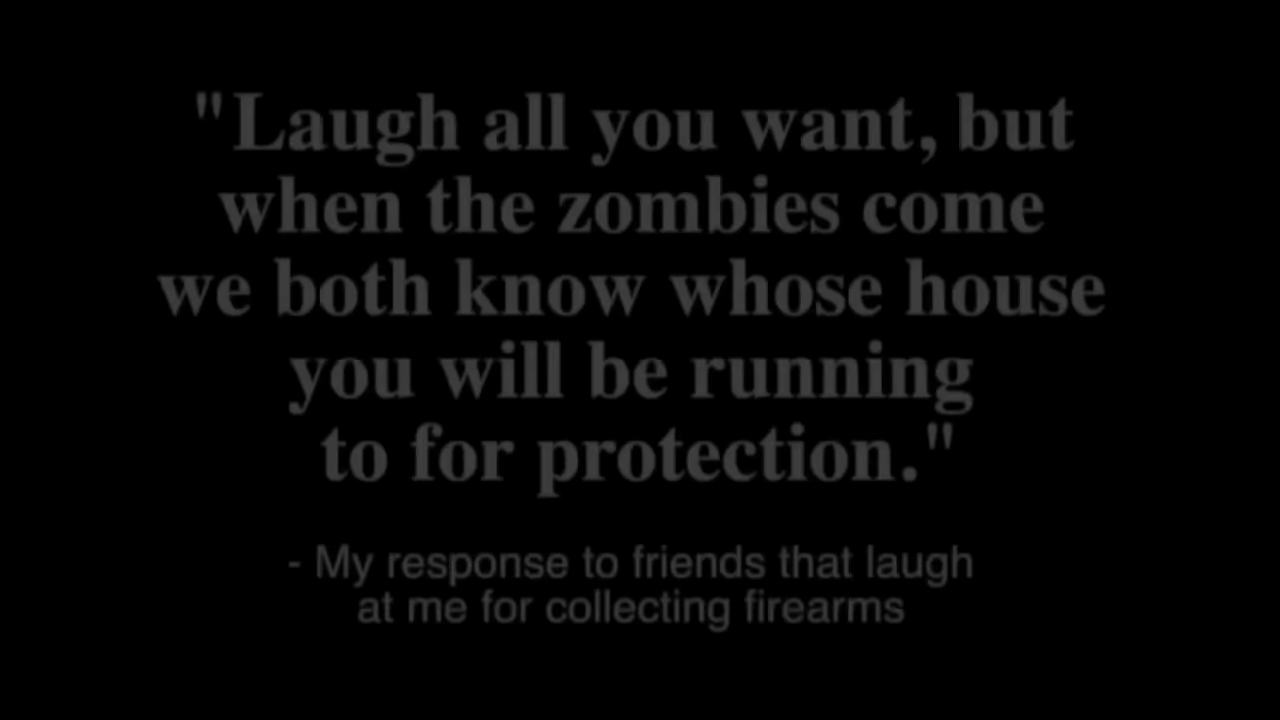 "Laugh all you want, but
when the zombies come
we both know whose house
you will be running
to for protection."
- My response to friends that laugh
at me for collecting firearms